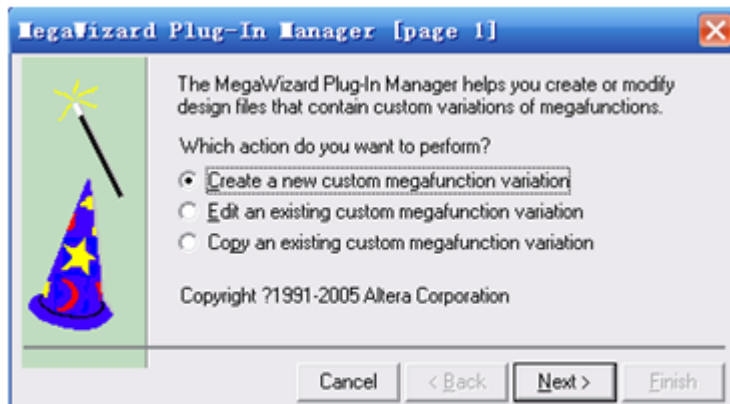 MegaWizard Plug-In Manager [page 1]
The MegaWizard Plug-In Manager helps you create or modify
design files that contain custom variations of megafunctions.
Which action do you want to perform?
Create a new custom megafunction variation
Edit an existing custom megafunction variation
Copy an existing custom megafunction variation
Copyright ?1991-2005 Altera Corporation
Cancel < Back Next > Finish